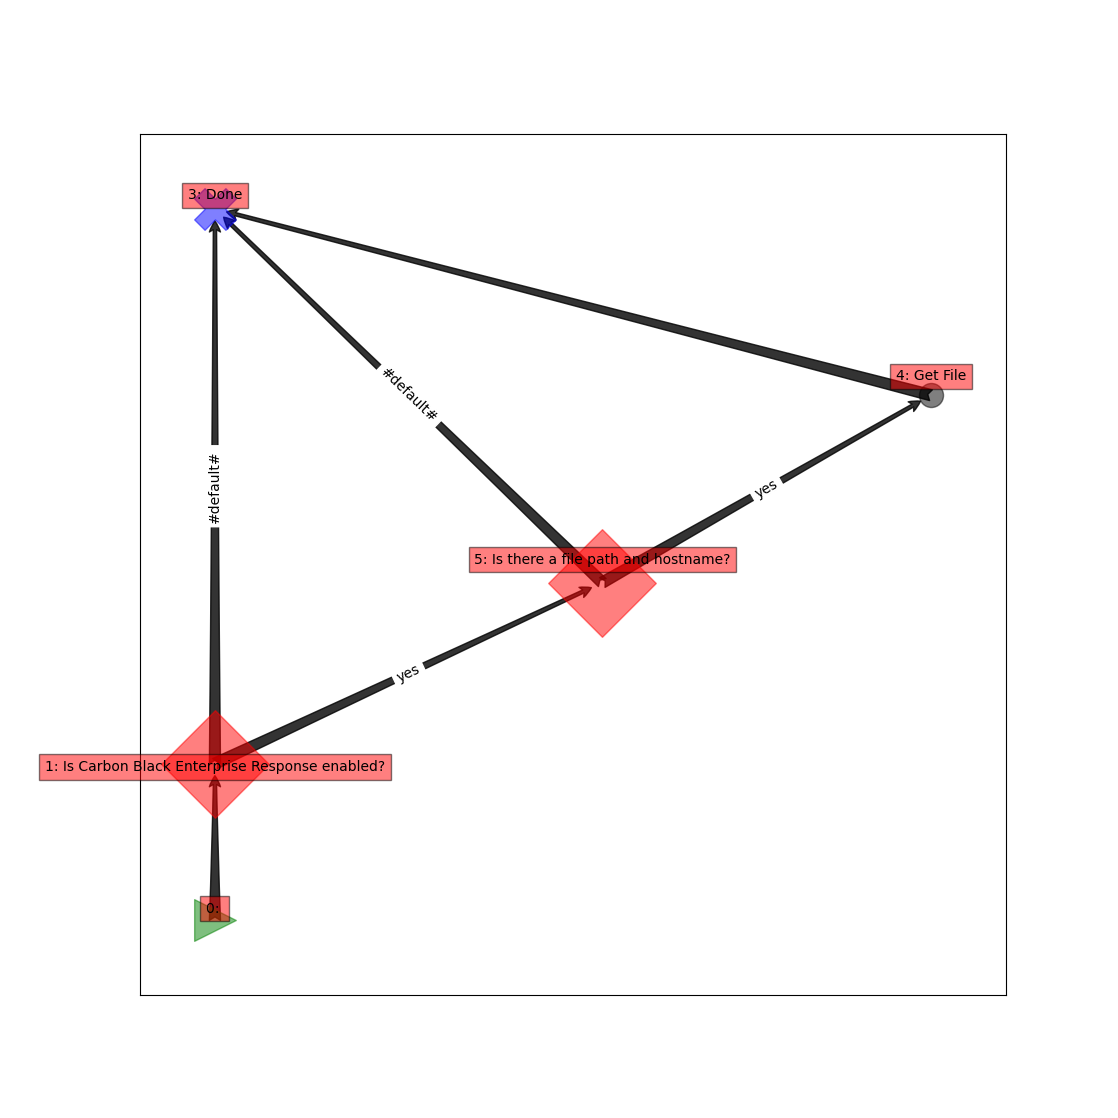 3: Done
4: Get File
#default#
#default#
yes
5: Is there a file path and hostname?
yes
1: Is Carbon Black Enterprise Response enabled?
0: